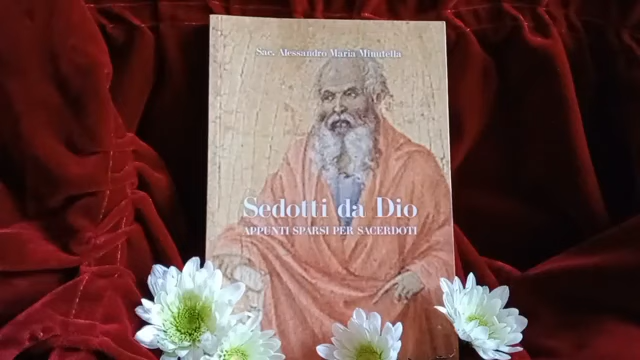 Sac. Alessandro Maria Minutella
Sedotti da Dio
APPUNTI SPARSI PER SACERDOTI